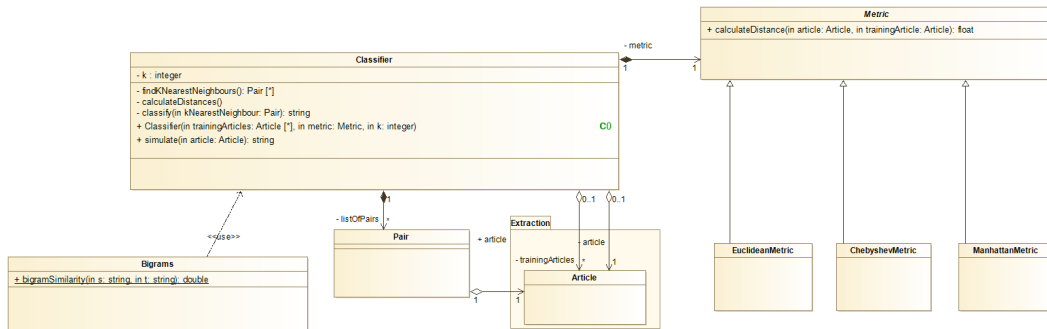 Metric
+ calculateDistance(in article: Article, in trainingArticle: Article): float
- metric
1
1
Classifier
- k : integer
- findKNearestNeighbours(): Pair [*]
- calculateDistances()
- classify(in kNearestNeighbour: Pair): string
+ Classifier(in trainingArticles: Article [*], in metric: Metric, in k: integer)
C()
+ simulate(in article: Article): string
1
0..1
0..1
- listOfPairs
*
Extraction
<<use>>
Pair
+ article
- article
EuclideanMetric
ChebyshevMetric
ManhattanMetric
Bigrams
- trainingArticles
*
1
+ bigramSimilarity(in s: string, in t: string): double
Article
1
1